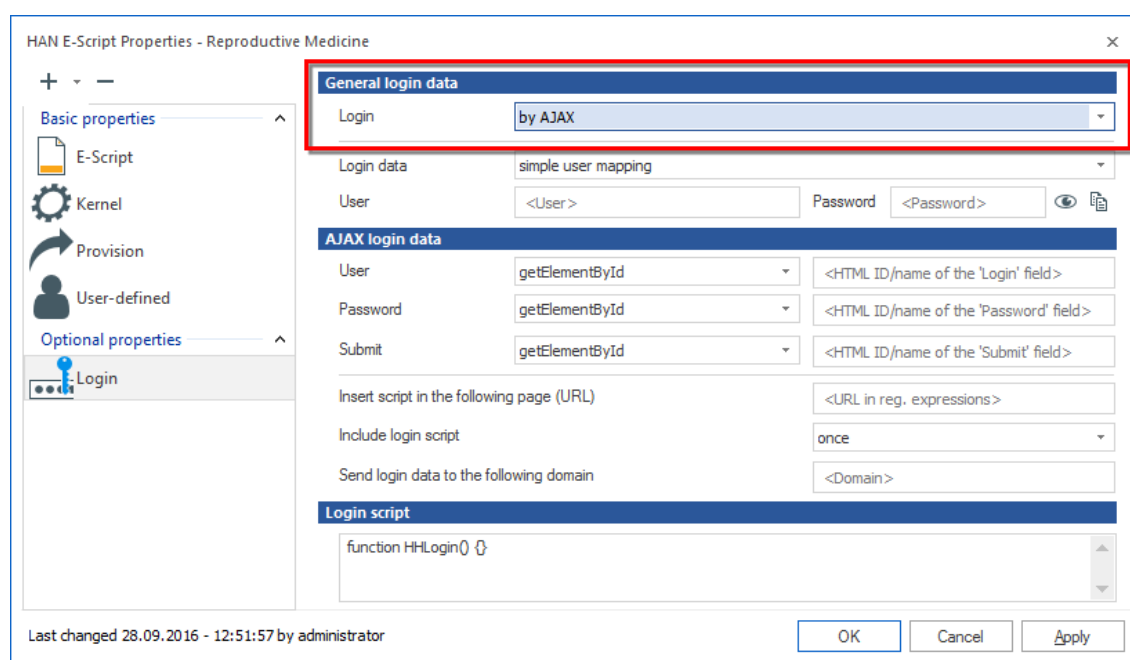 HAN E-Script Properties - Reproductive Medicine
Basic properties
E-Script
Kernel
Provision
User-defined
Optional properties
Login
General login data
Login by AJAX
Login data simple user mapping
User <User> Password <Password>
AJAX login data
User getElementById <HTML ID/name of the 'Login' field>
Password getElementById <HTML ID/name of the 'Password' field>
Submit getElementById <HTML ID/name of the 'Submit' field>
Insert script in the following page (URL) <URL in reg. expressions>
Include login script once
Send login data to the following domain <Domain>
Login script
function HHLogin() {}
Last changed 28.09.2016 - 12:51:57 by administrator
OK Cancel Apply